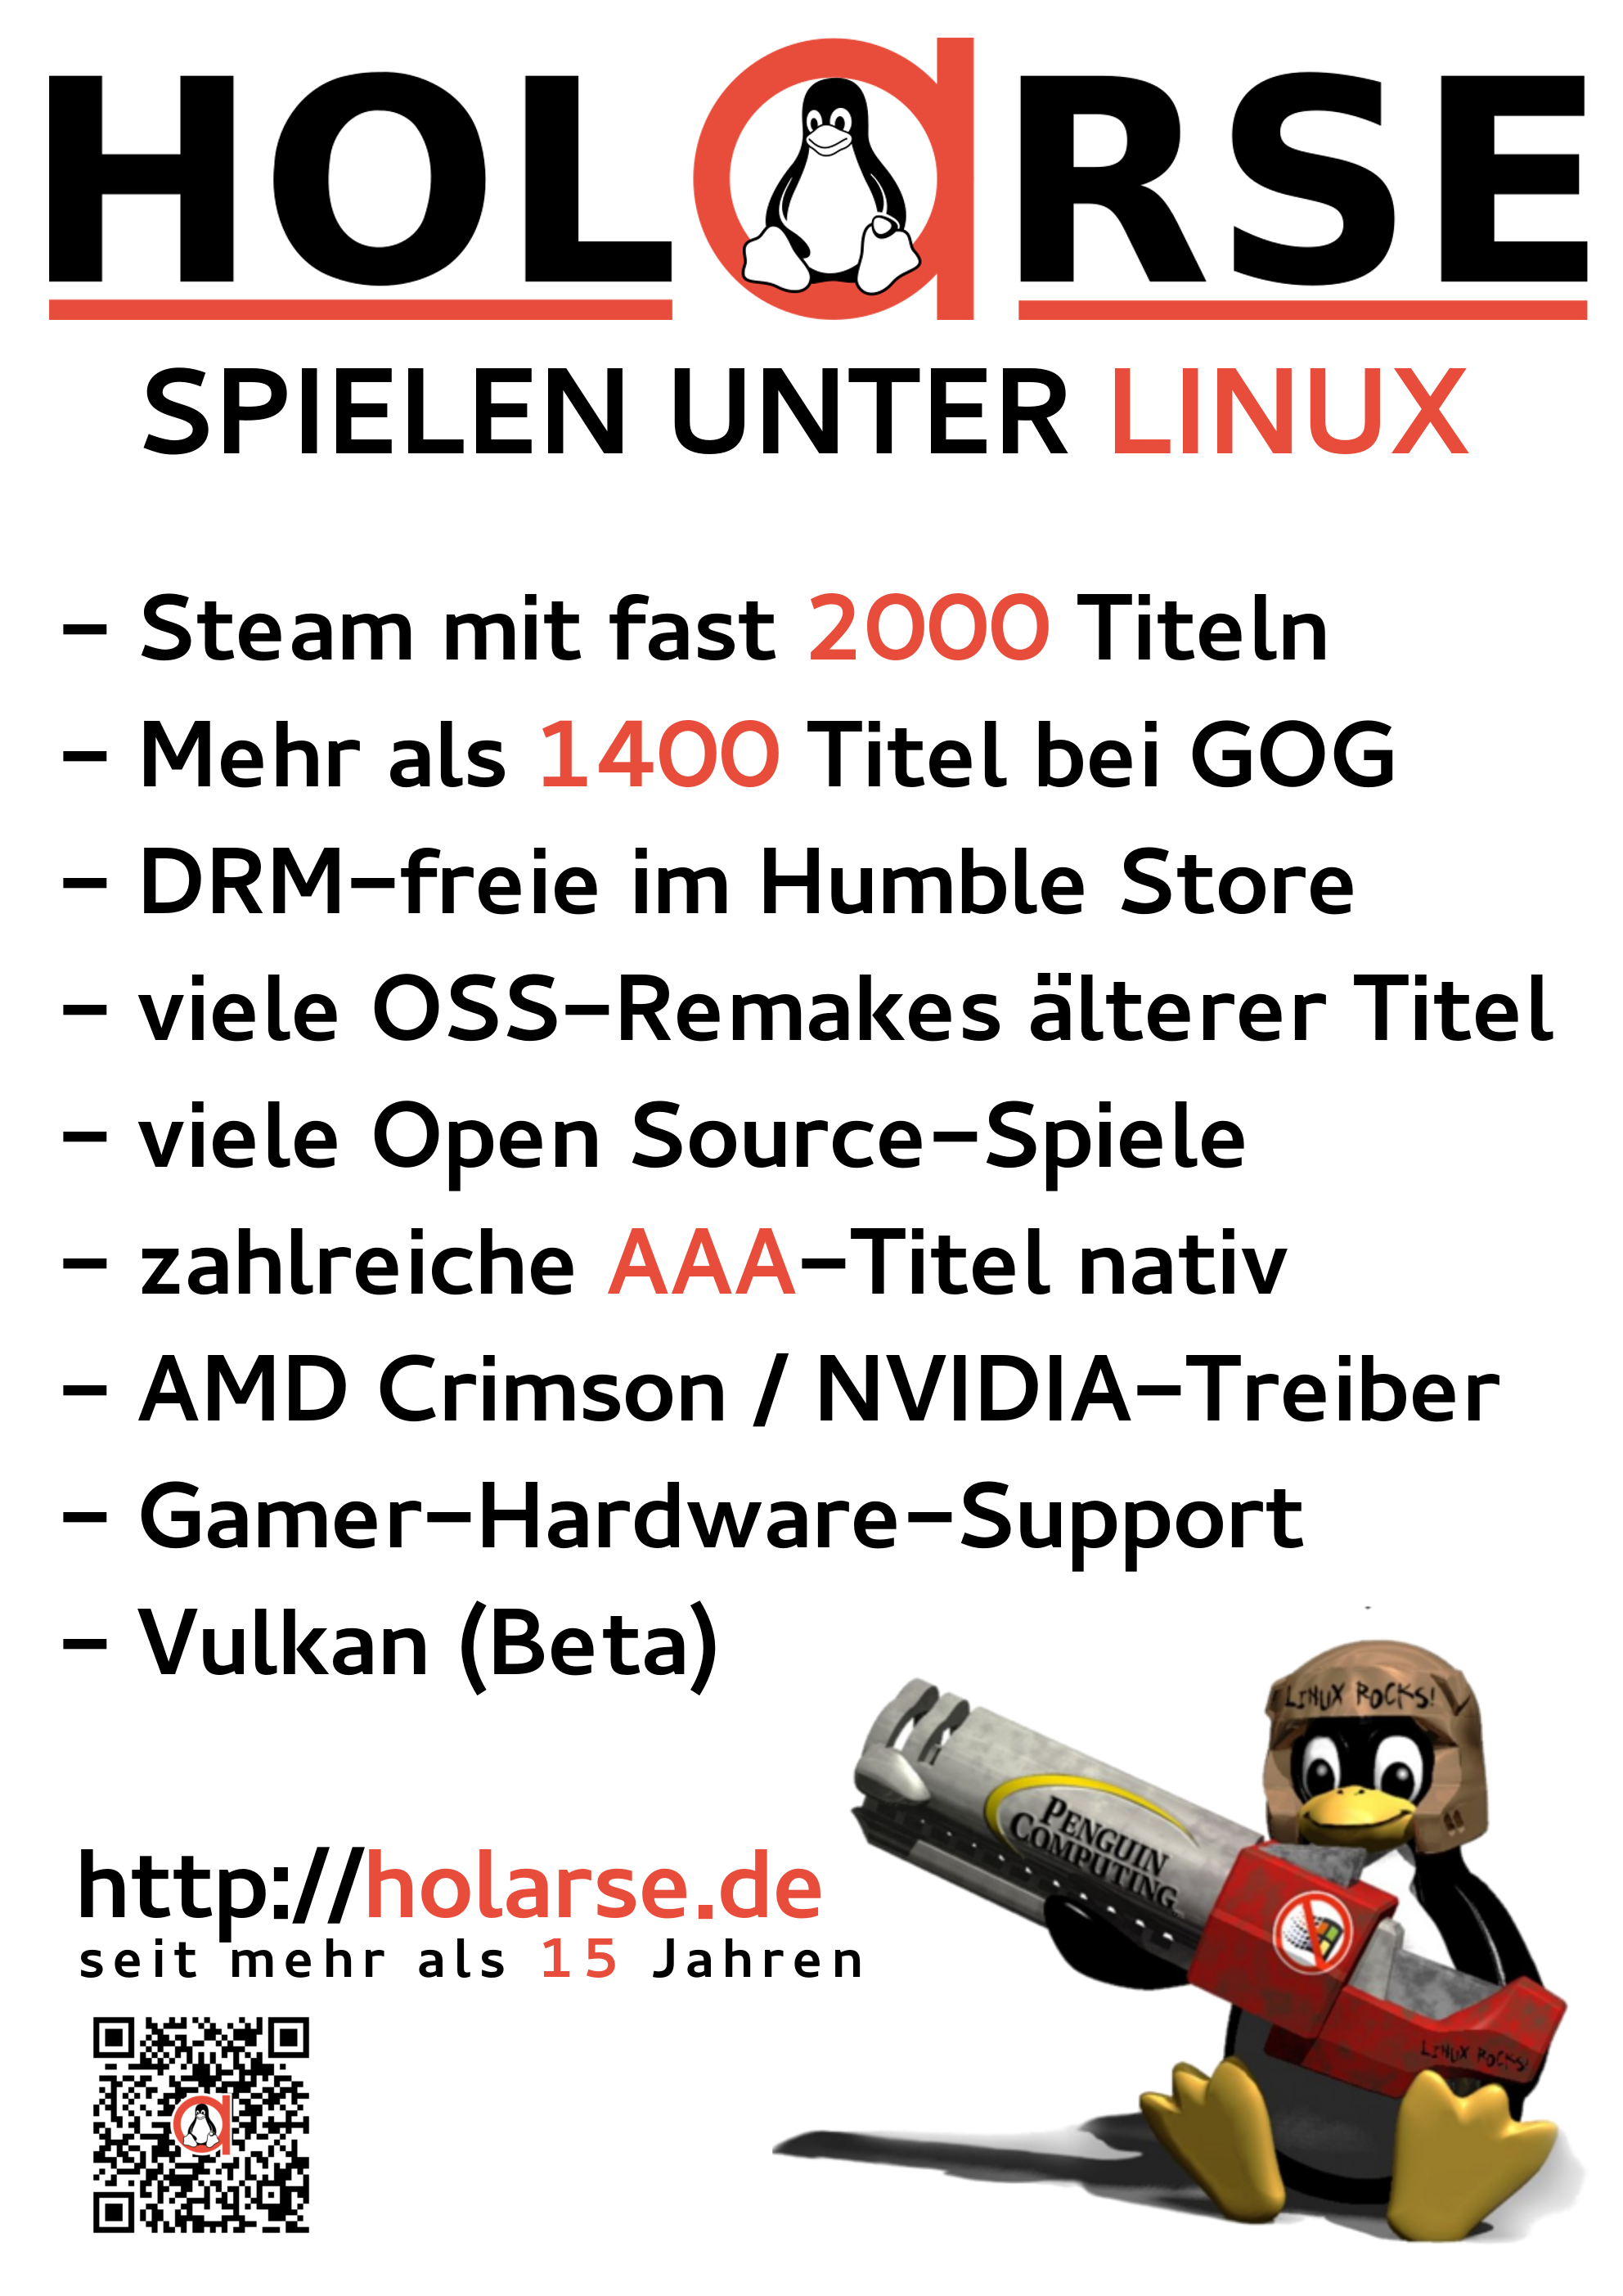 HOLaRSE
SPIELEN UNTER LINUX
- Steam mit fast 2000 Titeln
- Mehr als 1400 Titel bei GOG
- DRM-freie im Humble Store
- viele OSS-Remakes älterer Titel
- viele Open Source-Spiele
- zahlreiche AAA-Titel nativ
- AMD Crimson / NVIDIA-Treiber
- Gamer-Hardware-Support
- Vulkan (Beta)
LINUX ROCKS!
PENGUIN
COMPUTING
http://holarse.de
seit mehr als 15 Jahren
LINUX ROCKS!